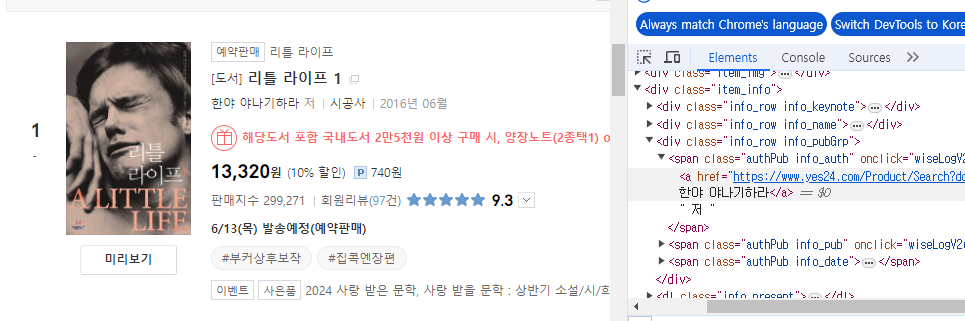 1
리틀
라이프
A LITTLE
LIFE
미리보기
예약판매 리틀 라이프
[도서] 리틀 라이프 1
한야 야나기하라 저 | 시공사 | 2016년 06월
해당도서 포함 국내도서 2만5천원 이상 구매 시, 양장노트(2종택1)
13,320원 (10% 할인) P 740원
판매지수 299,271 | 회원리뷰(97건) ★★★★★ 9.3
6/13(목) 발송예정(예약판매)
#부커상후보작 #집콕엔장편
이벤트 사은품 2024 사랑 받은 문학, 사랑 받을 문학 : 상반기 소설/시/희
Always match Chrome's language Switch DevTools to Kore
Elements Console Sources >>
<div class="item_img">…</div>
<div class="item_info">
<div class="info_row info_keynote">…</div>
<div class="info_row info_name">…</div>
<div class="info_row info_pubGrp">
<span class="authPub info_auth" onclick="wiseLogV2
<a href="https://www.yes24.com/Product/Search?do
한야 야나기하라</a> == $0
" 저 "
</span>
<span class="authPub info_pub" onclick="wiseLogV2
<span class="authPub info_date">…</span>
</div>
<dl class="info_present">…</dl>